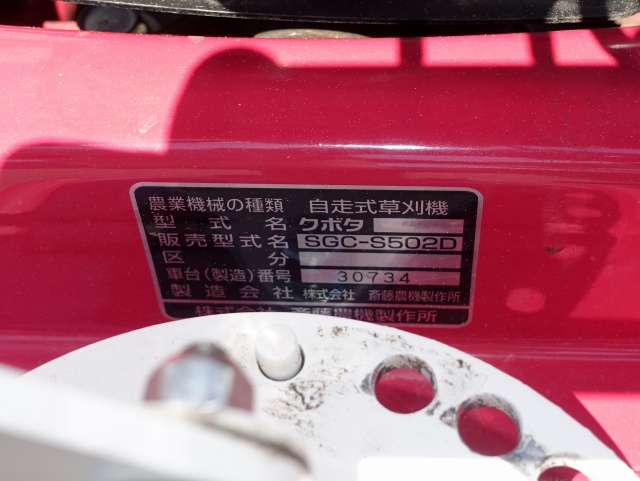 農業機械の種類 自走式草刈機
型式名 クボタ
販売型式名 SGC-S502D
区分
車台(製造)番号 30734
製造会社 株式会社 斎藤農機製作所
株式会社 斎藤農機製作所